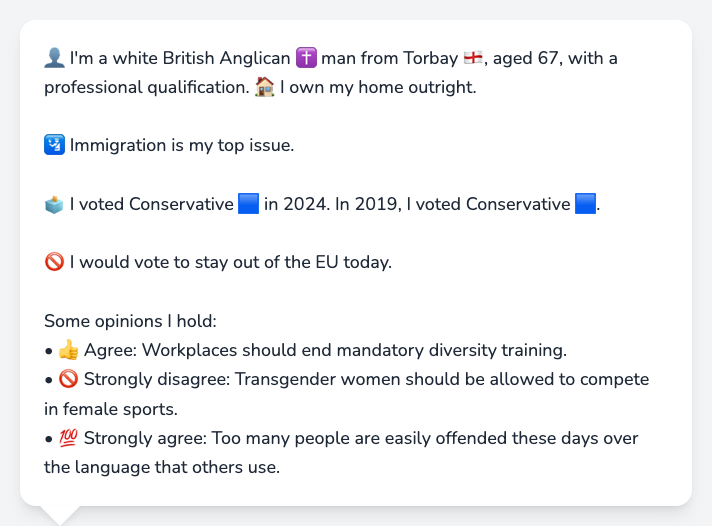 👤 I'm a white British Anglican ✝️ man from Torbay 🏴󠁧󠁢󠁥󠁮󠁧󠁿, aged 67, with a
professional qualification. 🏠 I own my home outright.
🛂 Immigration is my top issue.
🗳️ I voted Conservative 🟦 in 2024. In 2019, I voted Conservative 🟦.
🚫 I would vote to stay out of the EU today.
Some opinions I hold:
• 👍 Agree: Workplaces should end mandatory diversity training.
• 🚫 Strongly disagree: Transgender women should be allowed to compete
in female sports.
• 💯 Strongly agree: Too many people are easily offended these days over
the language that others use.